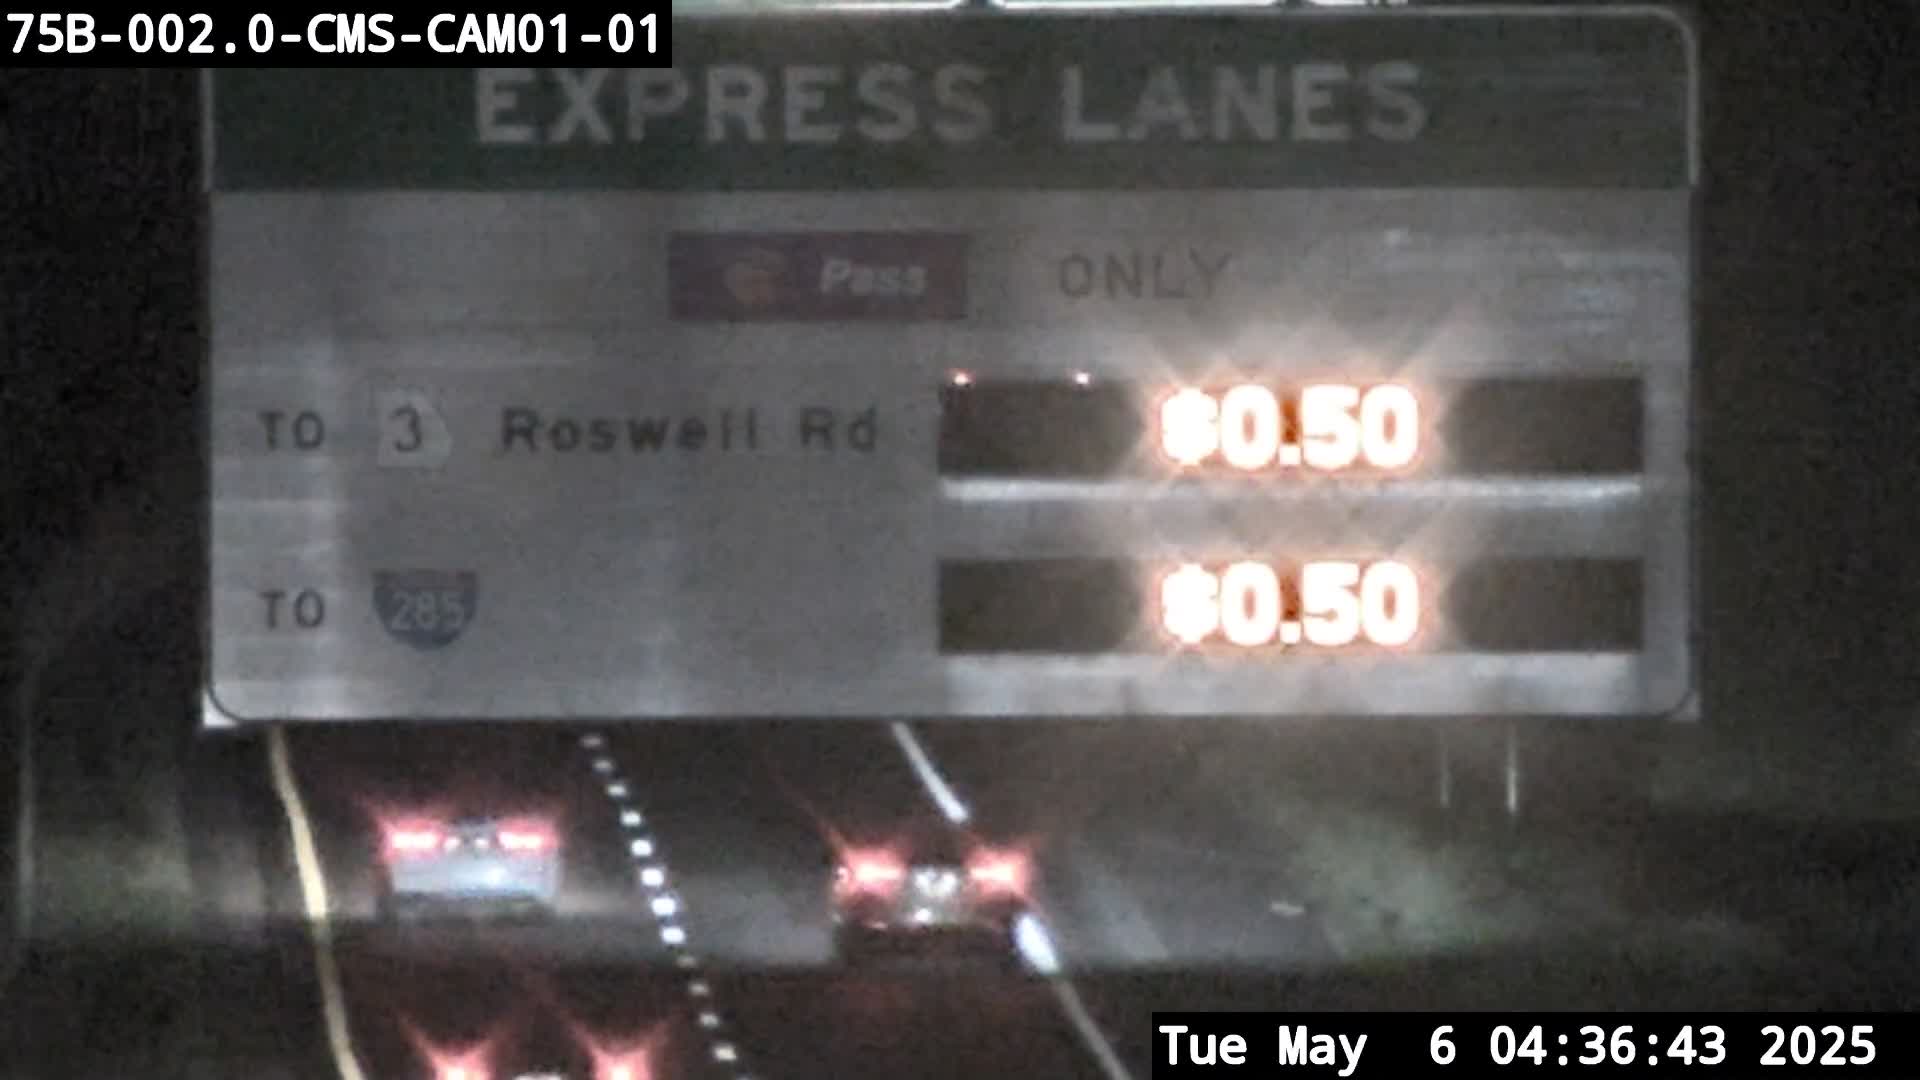 75B-002.0-CMS-CAM01-01
EXPRESS LANES
Pass ONLY
TO 3 Roswell Rd $0.50
TO 285 $0.50
Tue May 6 04:36:43 2025